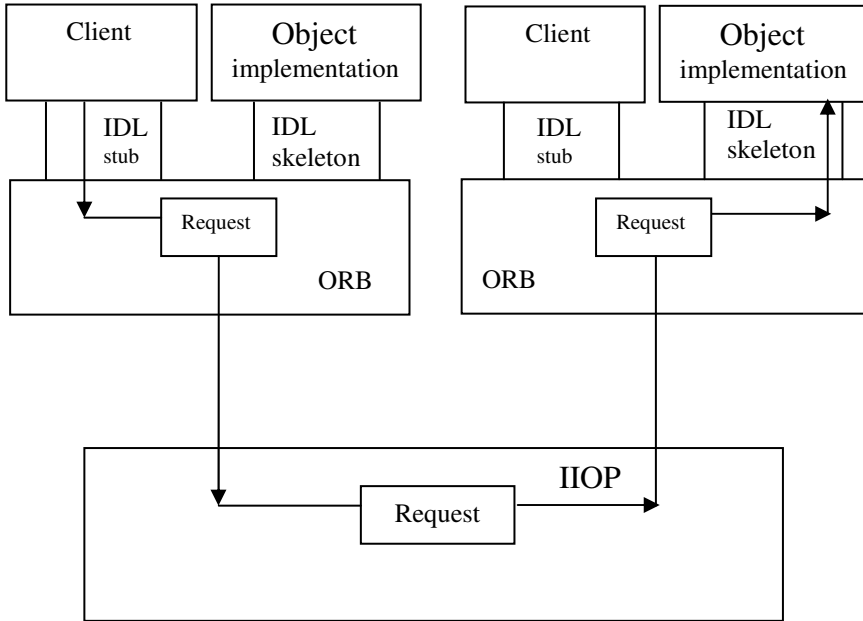 Client
Object
implementation
IDL
stub
IDL
skeleton
Request
ORB
Client
Object
implementation
IDL
stub
IDL
skeleton
Request
ORB
IIOP
Request